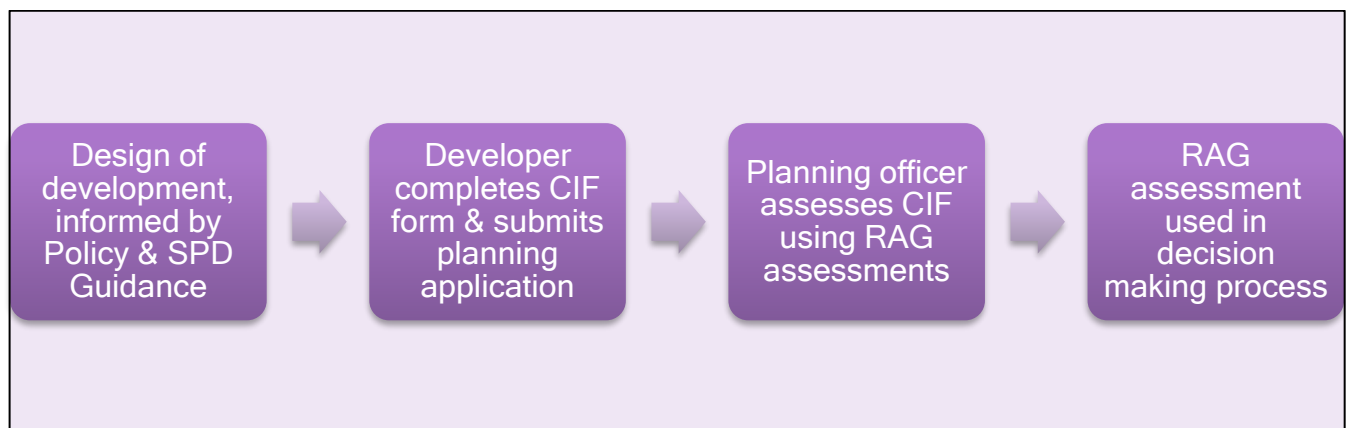 Design of
development,
informed by
Policy & SPD
Guidance
Developer
completes CIF
form & submits
planning
application
Planning officer
assesses CIF
using RAG
assessments
RAG
assessment
used in
decision
making process